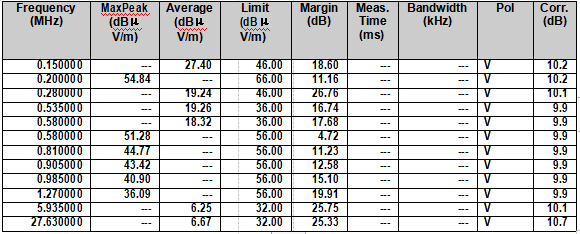 Frequency (MHz) MaxPeak (dBµ V/m) Average (dBµ V/m) Limit (dBµ V/m) Margin (dB) Meas. Time (ms) Bandwidth (kHz) Pol Corr. (dB)
0.150000 --- 27.40 46.00 18.60 --- --- V 10.2
0.200000 54.84 --- 66.00 11.16 --- --- V 10.2
0.280000 --- 19.24 46.00 26.76 --- --- V 10.1
0.535000 --- 19.26 36.00 16.74 --- --- V 9.9
0.580000 --- 18.32 36.00 17.68 --- --- V 9.9
0.580000 51.28 --- 56.00 4.72 --- --- V 9.9
0.810000 44.77 --- 56.00 11.23 --- --- V 9.9
0.905000 43.42 --- 56.00 12.58 --- --- V 9.9
0.985000 40.90 --- 56.00 15.10 --- --- V 9.9
1.270000 36.09 --- 56.00 19.91 --- --- V 9.9
5.935000 --- 6.25 32.00 25.75 --- --- V 10.1
27.630000 --- 6.67 32.00 25.33 --- --- V 10.7